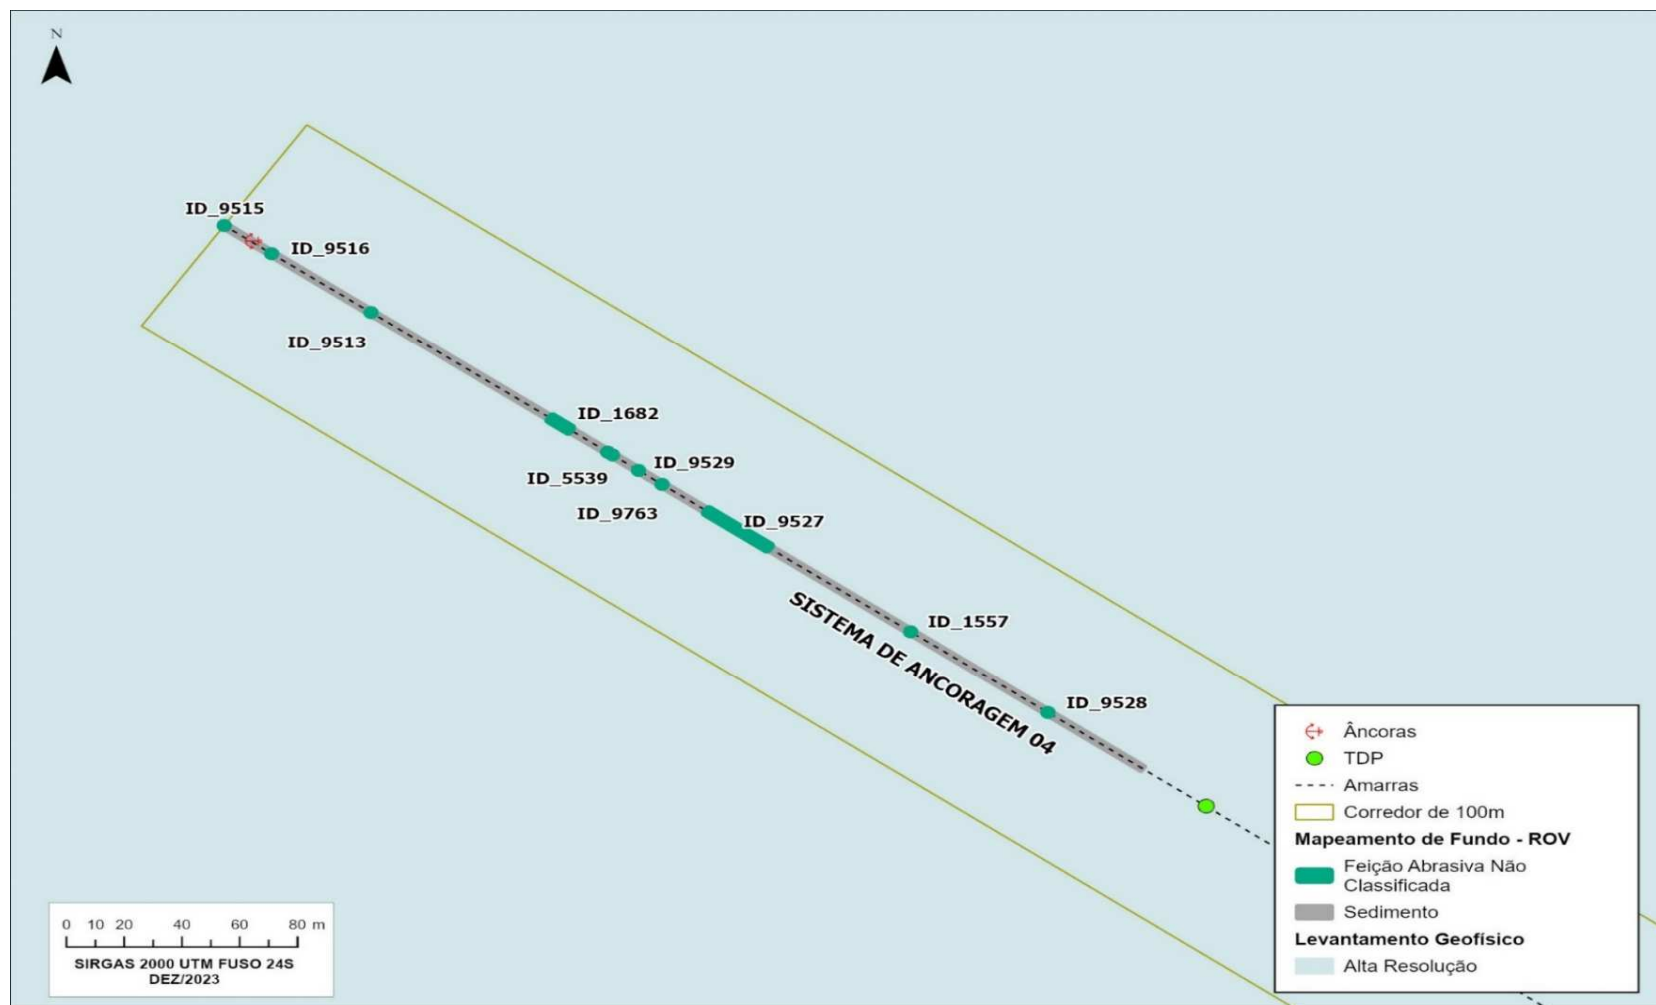 N
ID_9515
ID_9516
ID_9513
ID_1682
ID_9529
ID_5539
ID_9763
ID_9527
ID_1557
SISTEMA DE ANCORAGEM 04
ID_9528
Âncoras
TDP
Amarras
Corredor de 100m
Mapeamento de Fundo - ROV
Feição Abrasiva Não
Classificada
Sedimento
Levantamento Geofísico
Alta Resolução
0 10 20 40 60 80 m
SIRGAS 2000 UTM FUSO 24S
DEZ/2023